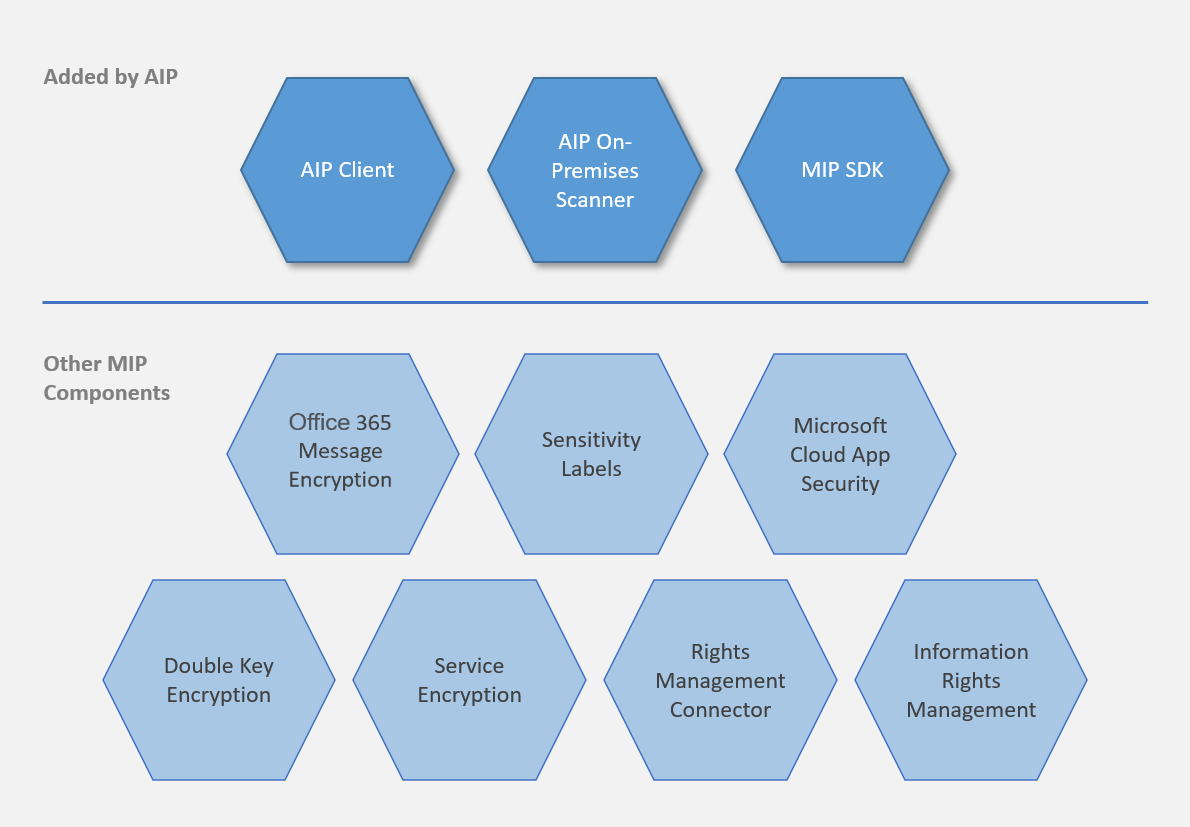 Added by AIP
AIP Client
AIP On-
Premises
Scanner
MIP SDK
Other MIP
Components
Office 365
Message
Encryption
Sensitivity
Labels
Microsoft
Cloud App
Security
Double Key
Encryption
Service
Encryption
Rights
Management
Connector
Information
Rights
Management